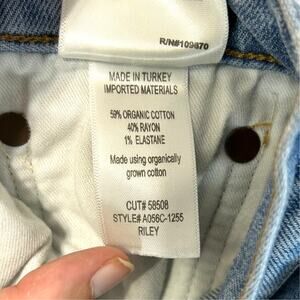 R/N#109870
MADE IN TURKEY
IMPORTED MATERIALS
59% ORGANIC COTTON
40% RAYON
1% ELASTANE
Made using organically
grown cotton
CUT# 58508
STYLE# A056C-1255
RILEY